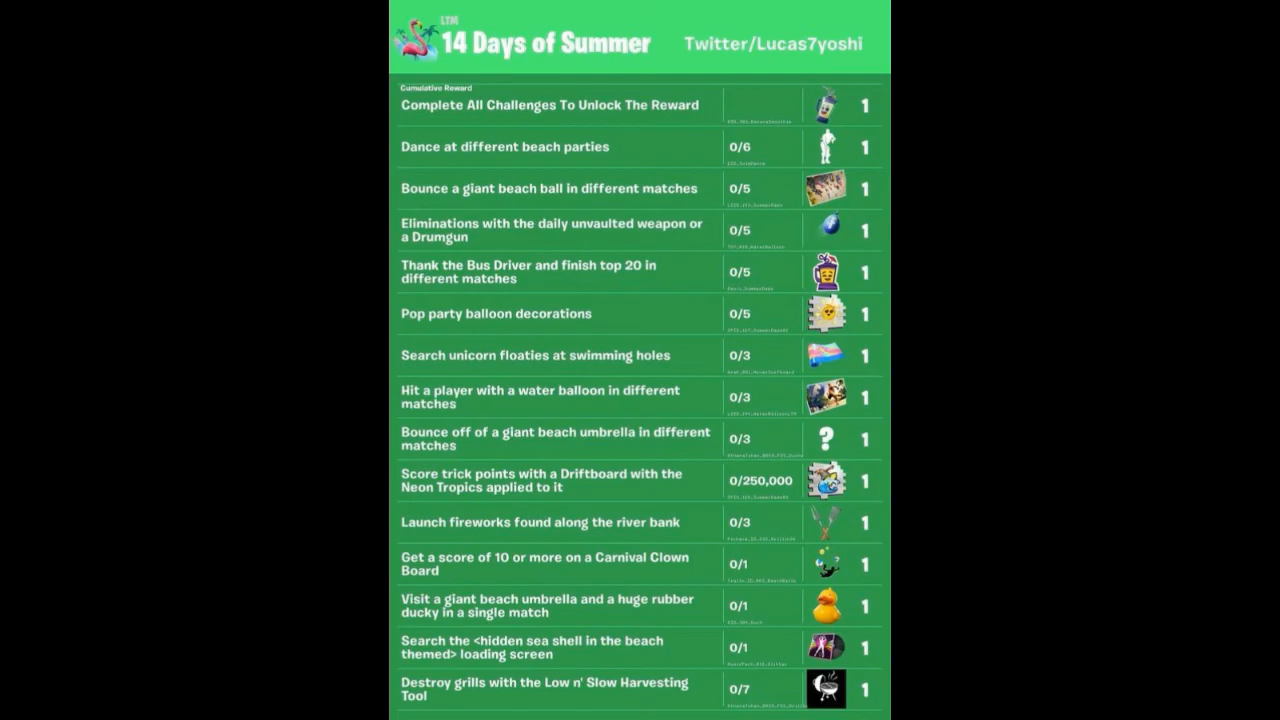 LTM
14 Days of Summer
Twitter/Lucas7yoshi
Cumulative Reward
Complete All Challenges To Unlock The Reward
1
Dance at different beach parties
0/6
1
Bounce a giant beach ball in different matches
0/5
1
Eliminations with the daily unvaulted weapon or
a Drumgun
0/5
1
Thank the Bus Driver and finish top 20 in
different matches
0/5
1
Pop party balloon decorations
0/5
1
Search unicorn floaties at swimming holes
0/3
1
Hit a player with a water balloon in different
matches
0/3
1
Bounce off of a giant beach umbrella in different
matches
0/3
?
1
Score trick points with a Driftboard with the
Neon Tropics applied to it
0/250,000
1
Launch fireworks found along the river bank
0/3
1
Get a score of 10 or more on a Carnival Clown
Board
0/1
1
Visit a giant beach umbrella and a huge rubber
ducky in a single match
0/1
1
Search the <hidden sea shell in the beach
themed> loading screen
0/1
1
Destroy grills with the Low n' Slow Harvesting
Tool
0/7
1